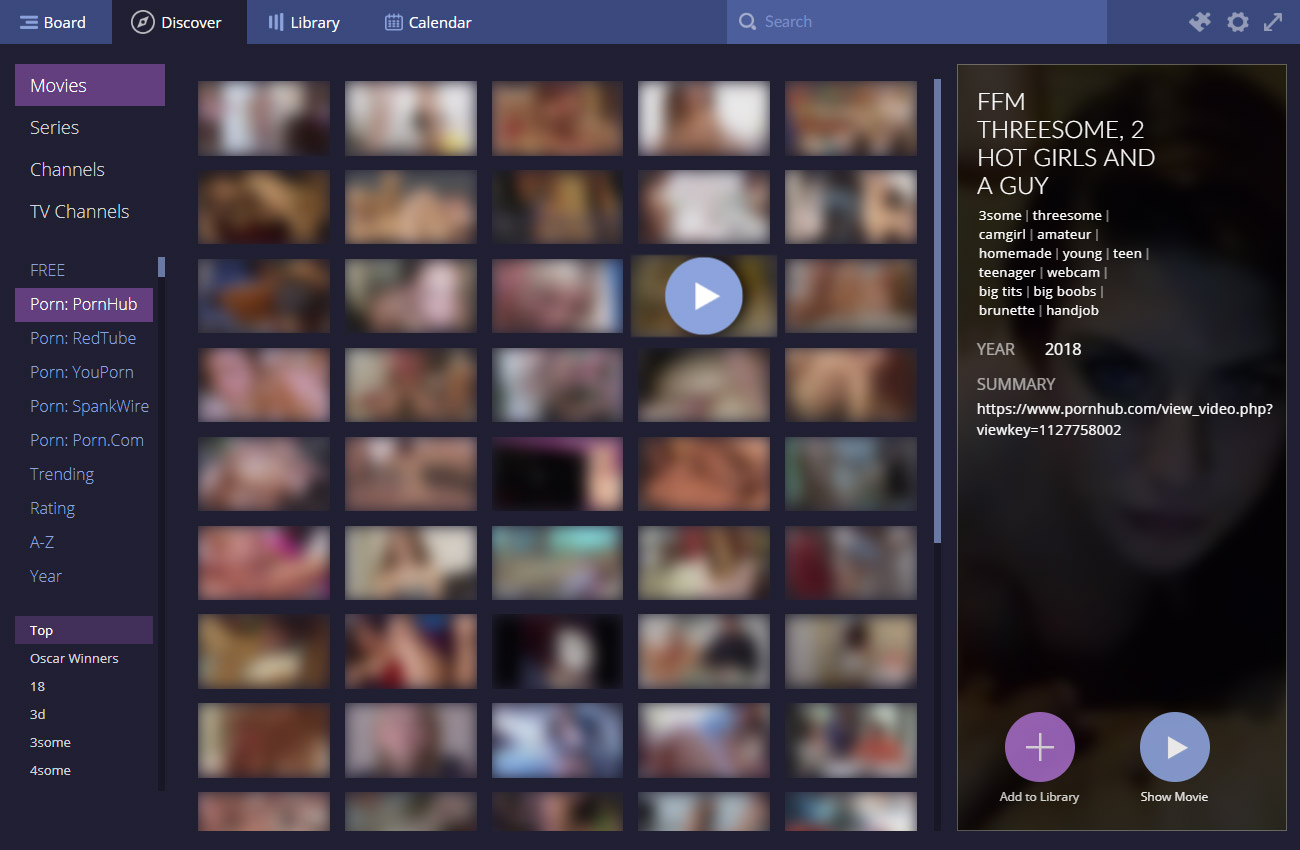 Board
Discover
Library
Calendar
Search
Movies
Series
Channels
TV Channels
FREE
Porn: PornHub
Porn: RedTube
Porn: YouPorn
Porn: SpankWire
Porn: Porn.Com
Trending
Rating
A-Z
Year
Top
Oscar Winners
18
3d
3some
4some
FFM
THREESOME, 2
HOT GIRLS AND
A GUY
3some | threesome |
camgirl | amateur |
homemade | young | teen |
teenager | webcam |
big tits | big boobs |
brunette | handjob
YEAR 2018
SUMMARY
https://www.pornhub.com/view_video.php?
viewkey=1127758002
Add to Library
Show Movie